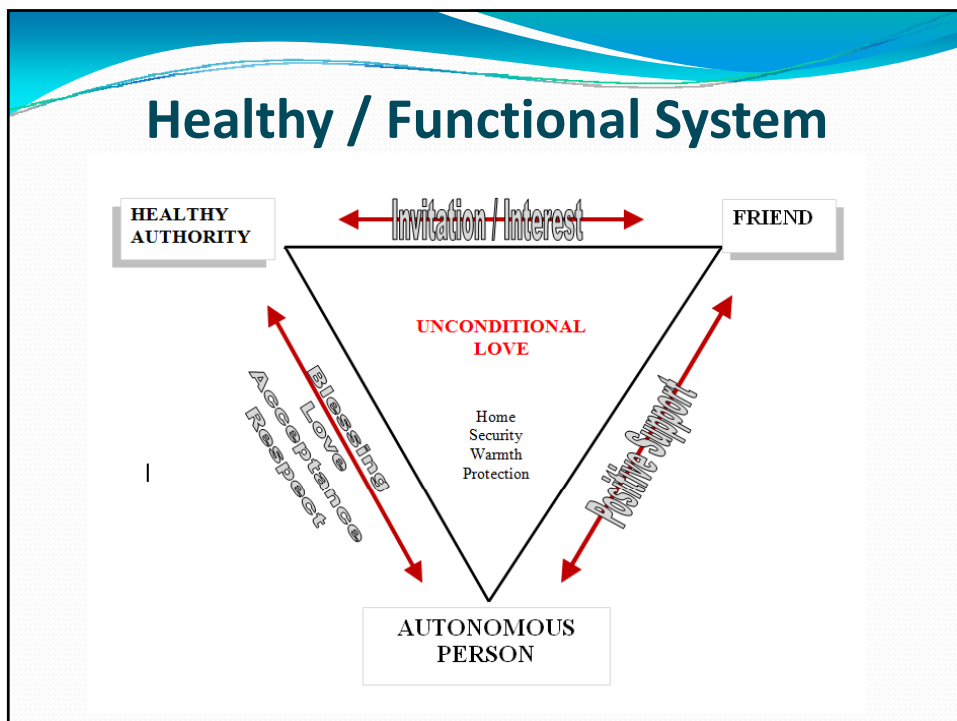 Healthy / Functional System
HEALTHY
AUTHORITY
Invitation / Interest
FRIEND
UNCONDITIONAL
LOVE
Blessing
Love
Acceptance
Respect
Home
Security
Warmth
Protection
Positive Support
AUTONOMOUS
PERSON